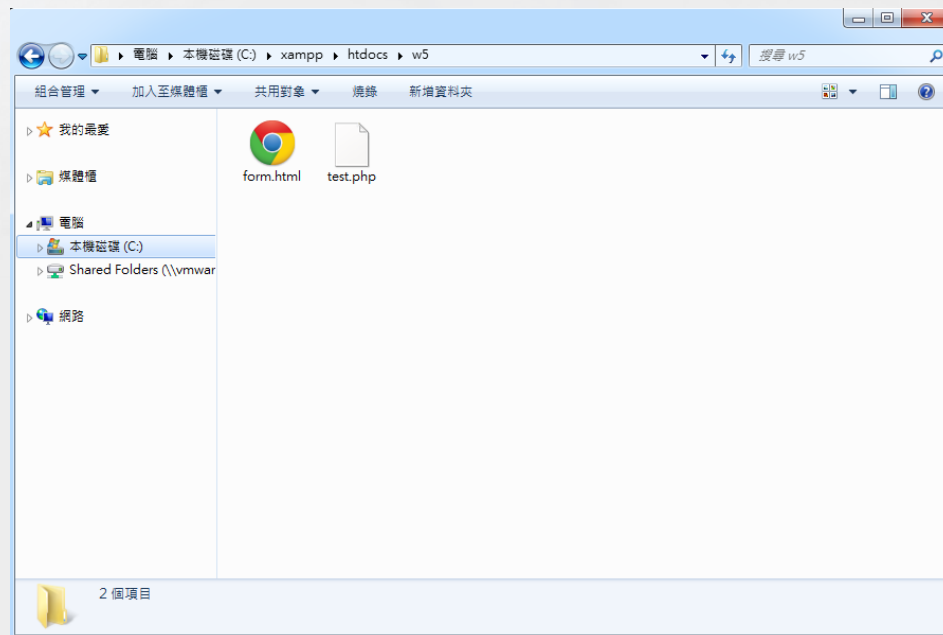 電腦 本機磁碟 (C:) xampp htdocs w5
搜尋 w5
組合管理 加入至媒體櫃 共用對象 燒錄 新增資料夾
我的最愛
媒體櫃
電腦
本機磁碟 (C:)
Shared Folders (\\vmwar
網路
form.html test.php
2 個項目